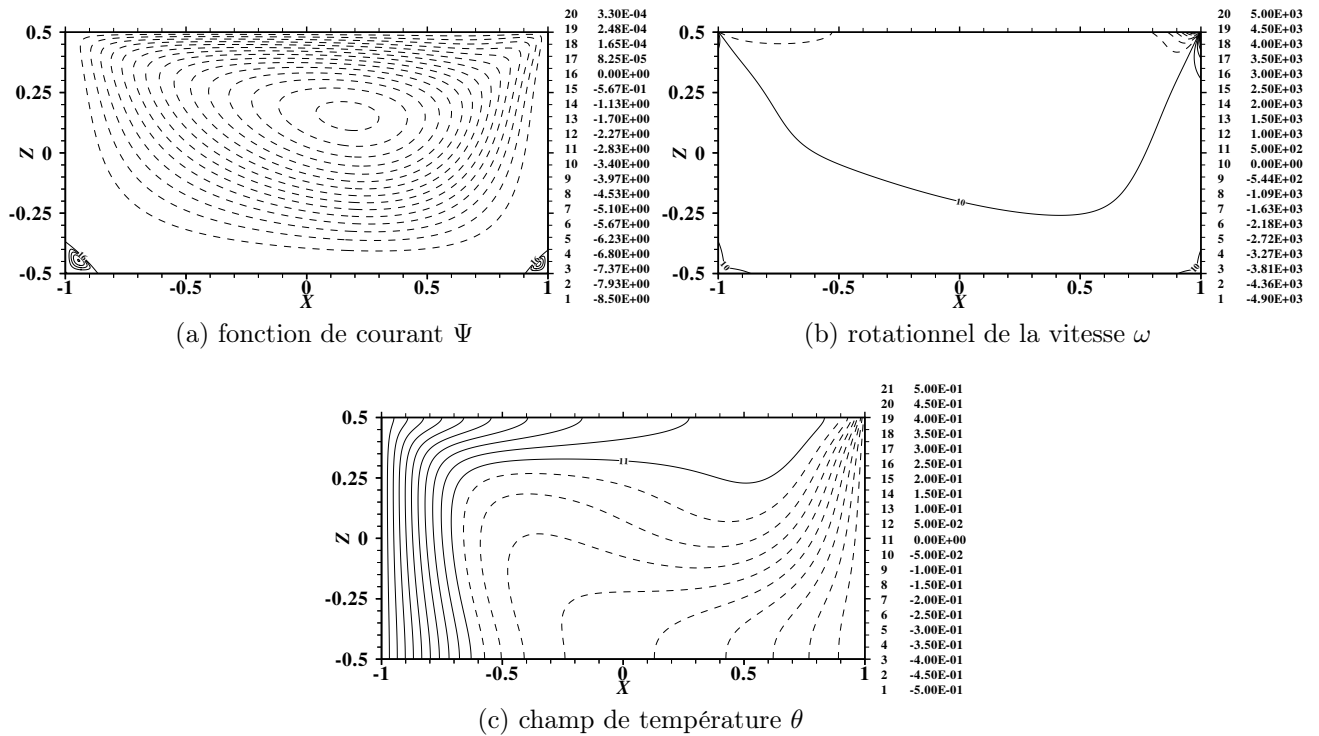 0.5
0.25
Z 0
-0.25
-0.5
-1 -0.5 0 0.5 1
X
20 3.30E-04
19 2.48E-04
18 1.65E-04
17 8.25E-05
16 0.00E+00
15 -5.67E-01
14 -1.13E+00
13 -1.70E+00
12 -2.27E+00
11 -2.83E+00
10 -3.40E+00
9 -3.97E+00
8 -4.53E+00
7 -5.10E+00
6 -5.67E+00
5 -6.23E+00
4 -6.80E+00
3 -7.37E+00
2 -7.93E+00
1 -8.50E+00
(a) fonction de courant Ψ
0.5
0.25
Z 0
-0.25
-0.5
10
10
10
-1 -0.5 0 0.5 1
X
20 5.00E+03
19 4.50E+03
18 4.00E+03
17 3.50E+03
16 3.00E+03
15 2.50E+03
14 2.00E+03
13 1.50E+03
12 1.00E+03
11 5.00E+02
10 0.00E+00
9 -5.44E+02
8 -1.09E+03
7 -1.63E+03
6 -2.18E+03
5 -2.72E+03
4 -3.27E+03
3 -3.81E+03
2 -4.36E+03
1 -4.90E+03
(b) rotationnel de la vitesse ω
0.5
0.25
Z 0
-0.25
-0.5
11
-1 -0.5 0 0.5 1
X
21 5.00E-01
20 4.50E-01
19 4.00E-01
18 3.50E-01
17 3.00E-01
16 2.50E-01
15 2.00E-01
14 1.50E-01
13 1.00E-01
12 5.00E-02
11 0.00E+00
10 -5.00E-02
9 -1.00E-01
8 -1.50E-01
7 -2.00E-01
6 -2.50E-01
5 -3.00E-01
4 -3.50E-01
3 -4.00E-01
2 -4.50E-01
1 -5.00E-01
(c) champ de température θ